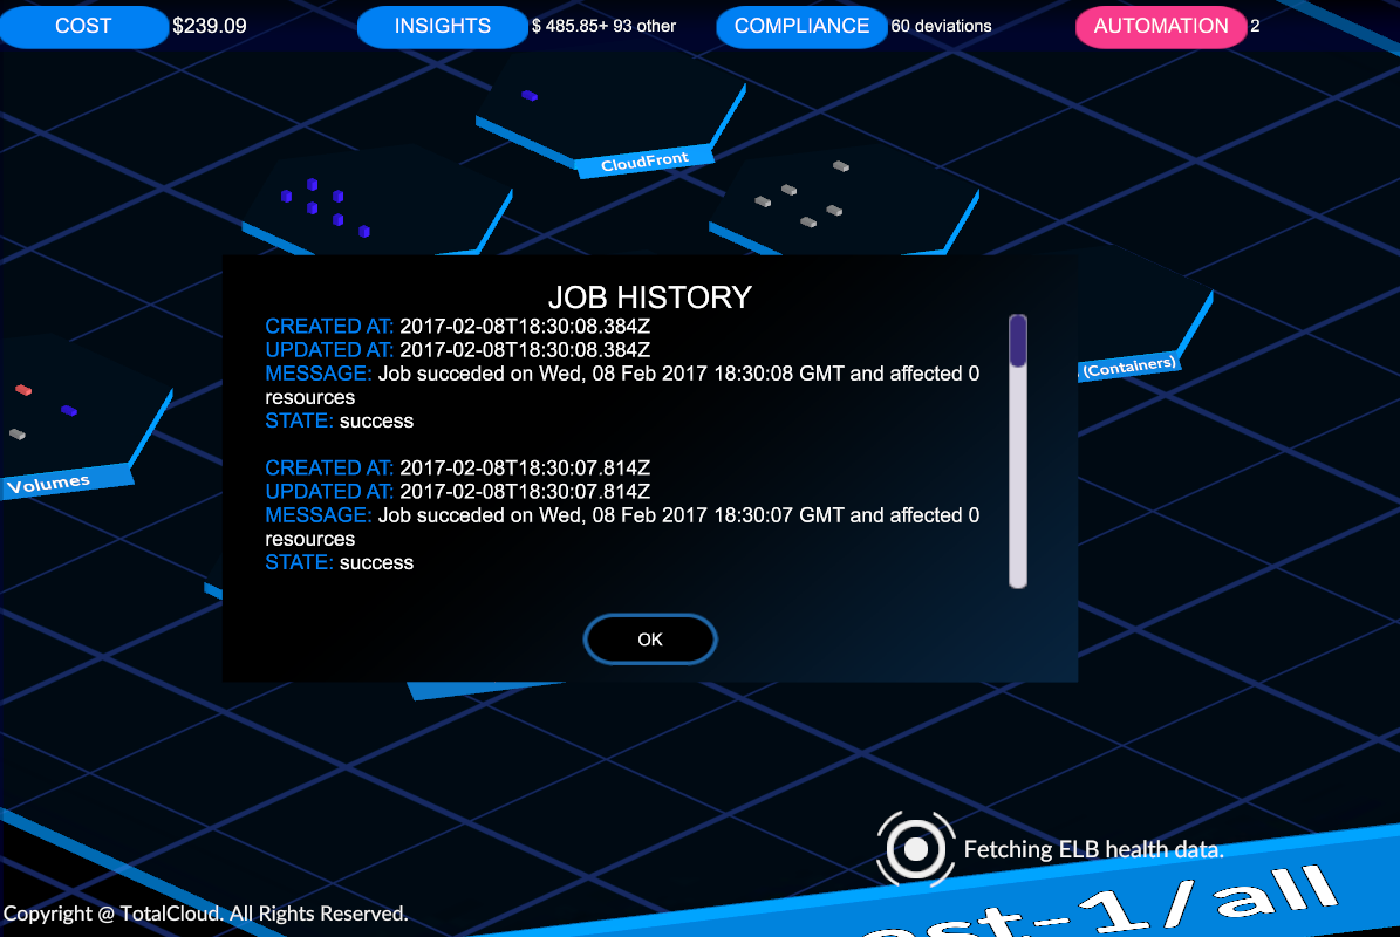 COST $239.09 INSIGHTS $ 485.85+ 93 other COMPLIANCE 60 deviations AUTOMATION 2
CloudFront
JOB HISTORY
CREATED AT: 2017-02-08T18:30:08.384Z
UPDATED AT: 2017-02-08T18:30:08.384Z
MESSAGE: Job succeded on Wed, 08 Feb 2017 18:30:08 GMT and affected 0
resources
STATE: success
(Containers)
CREATED AT: 2017-02-08T18:30:07.814Z
UPDATED AT: 2017-02-08T18:30:07.814Z
MESSAGE: Job succeded on Wed, 08 Feb 2017 18:30:07 GMT and affected 0
resources
STATE: success
Volumes
OK
Fetching ELB health data.
est-1/all
Copyright @ TotalCloud. All Rights Reserved.